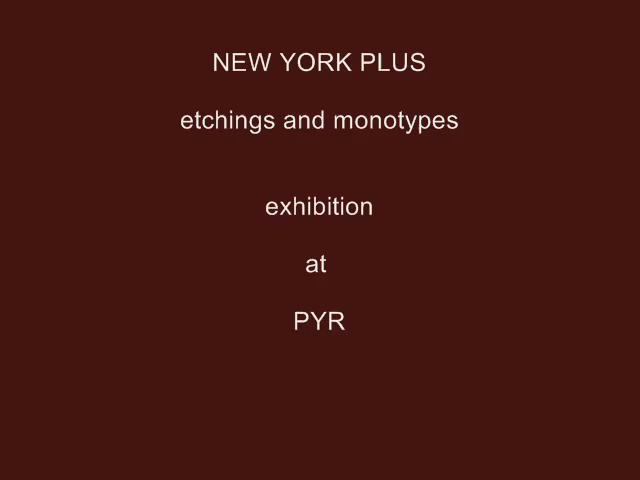 NEW YORK PLUS
etchings and monotypes
exhibition
at
PYR